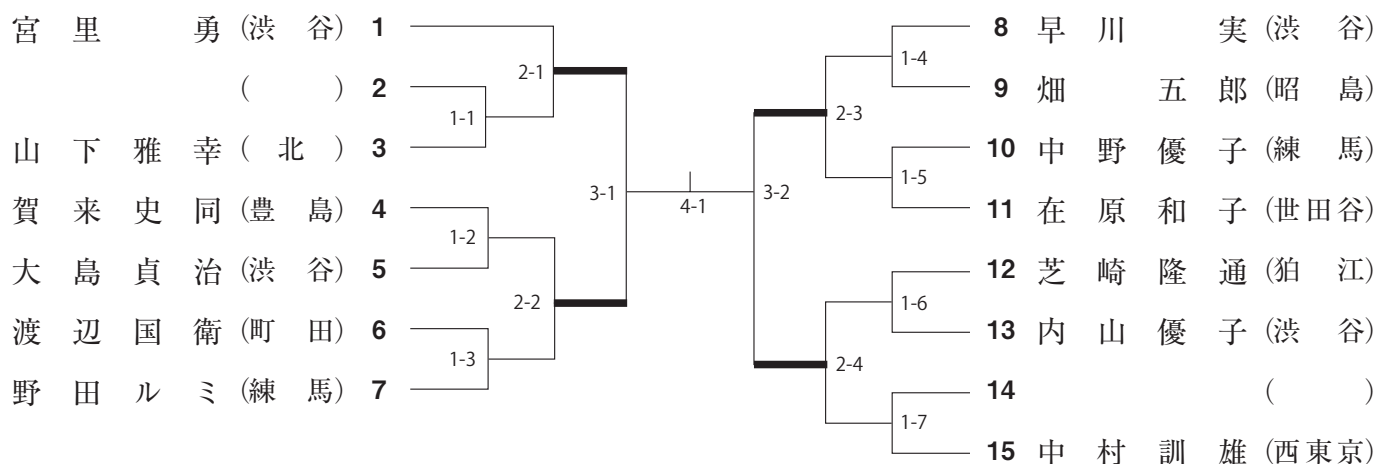 宮里 勇 (渋谷) 1
( ) 2
山下雅幸 (北) 3
賀来史同 (豊島) 4
大島貞治 (渋谷) 5
渡辺国衛 (町田) 6
野田ルミ (練馬) 7
1-1
1-2
1-3
2-1
2-2
3-1
4-1
3-2
2-3
2-4
1-4
1-5
1-6
1-7
8 早川 実 (渋谷)
9 畑 五郎 (昭島)
10 中野優子 (練馬)
11 在原和子 (世田谷)
12 芝崎隆通 (狛江)
13 内山優子 (渋谷)
14 ( )
15 中村訓雄 (西東京)